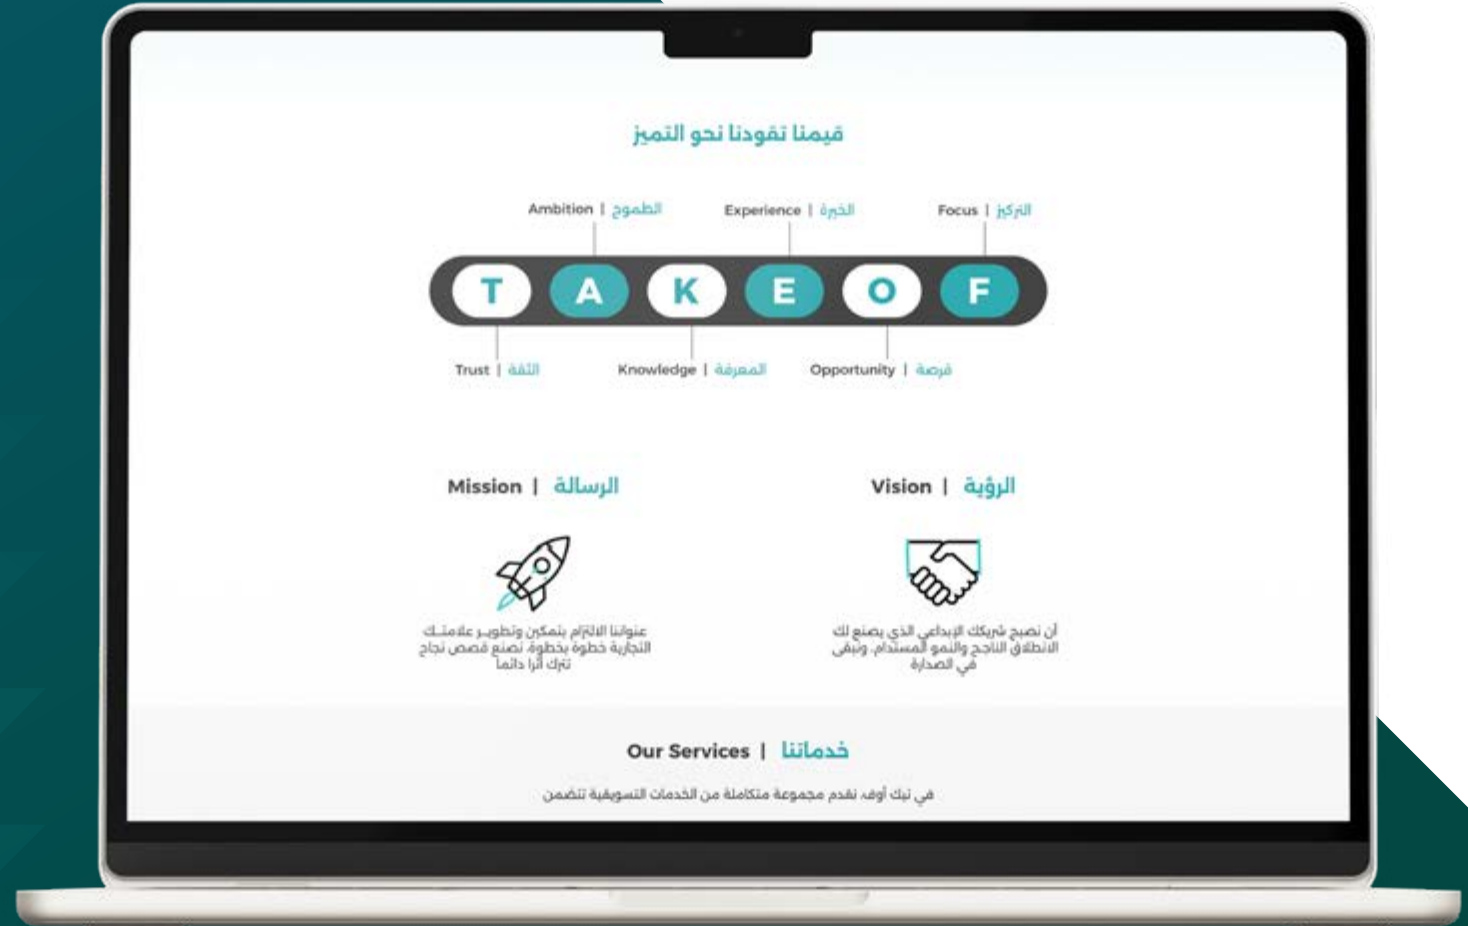 قيمنا تقودنا نحو التميز
Ambition | الطموح
Experience | الخبرة
Focus | التركيز
T A K E O F
Trust | الثقة
Knowledge | المعرفة
Opportunity | فرصة
Mission | الرسالة
Vision | الرؤية
عنواننا الالتزام بتمكين وتطويـر علامتـك
التجارية خطوة بخطوة، نصنع قصص نجاح
تترك أثرا دائما
أن نصبح شريكك الإبداعي الذي يصنع لك
الانطلاق الناجح والنمو المستدام. ونبقى
في الصدارة
Our Services | خدماتنا
في تيك أوف، نقدم مجموعة متكاملة من الخدمات التسويقية تتضمن